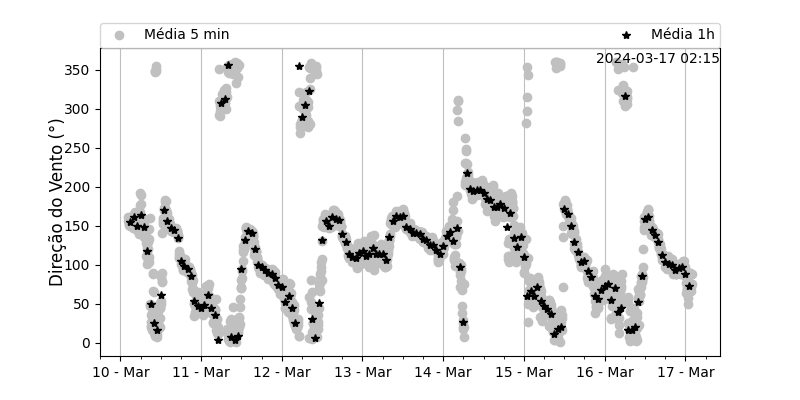 Média 5 min
Média 1h
2024-03-17 02:15
Direção do Vento (°)
350
300
250
200
150
100
50
0
10 - Mar
11 - Mar
12 - Mar
13 - Mar
14 - Mar
15 - Mar
16 - Mar
17 - Mar